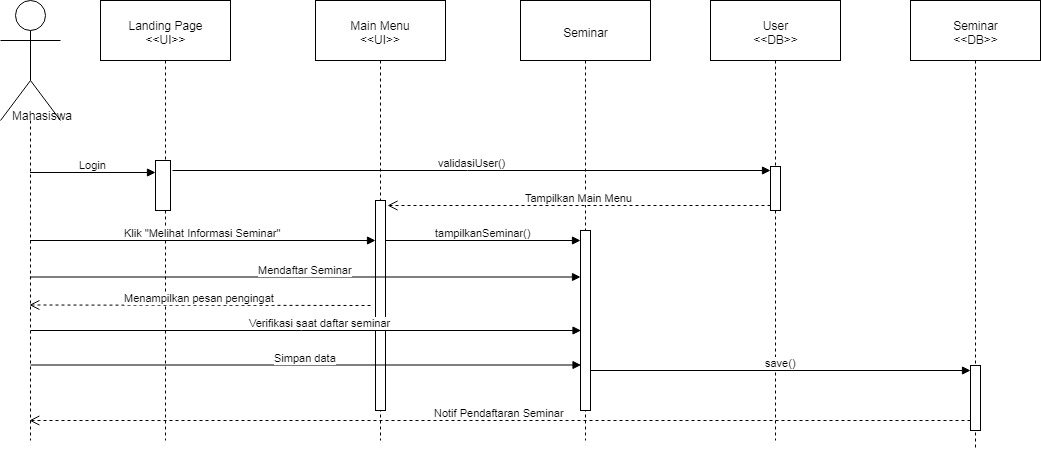 Landing Page
<<UI>>
Main Menu
<<UI>>
Seminar
User
<<DB>>
Seminar
<<DB>>
Mahasiswa
Login
validasiUser()
Tampilkan Main Menu
Klik "Melihat Informasi Seminar"
tampilkanSeminar()
Mendaftar Seminar
Menampilkan pesan pengingat
Verifikasi saat daftar seminar
Simpan data
save()
Notif Pendaftaran Seminar